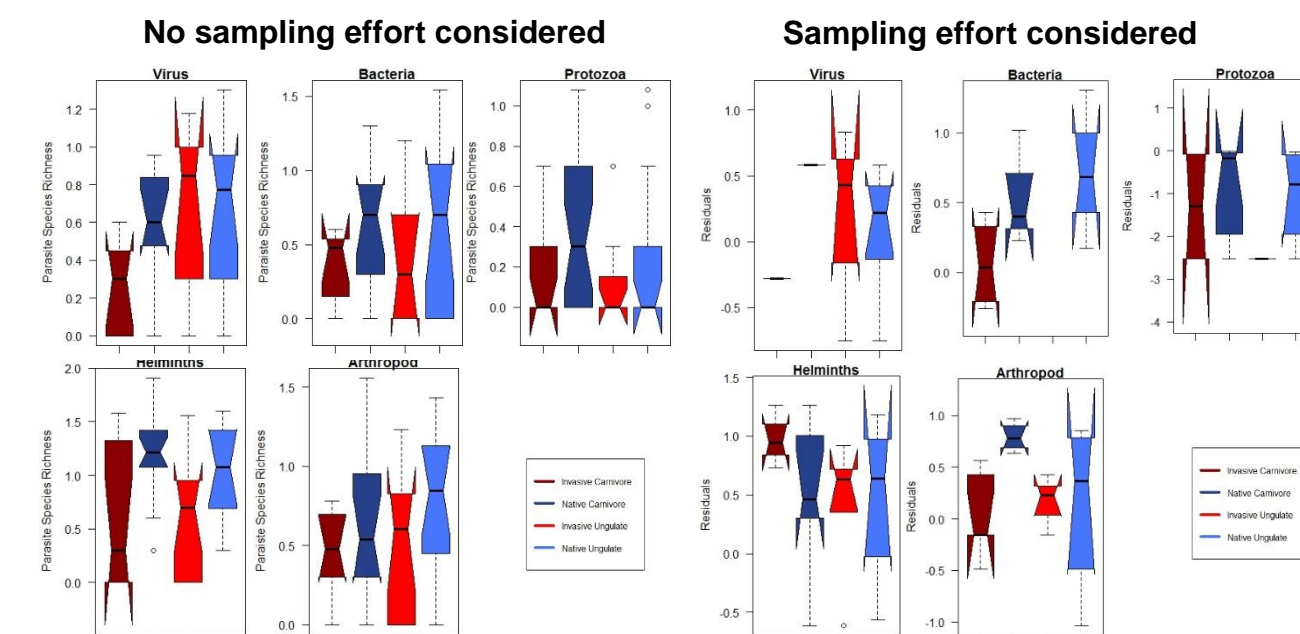 No sampling effort considered
Sampling effort considered
Virus
Bacteria
Protozoa
Virus
Bacteria
Protozoa
Parasite Species Richness
1.2
1.0
0.8
0.6
0.4
0.2
0.0
Paraiste Species Richness
1.5
1.0
0.5
0.0
Parasite Species Richness
1.0
0.8
0.6
0.4
0.2
0.0
Residuals
1.0
0.5
0.0
-0.5
Residuals
1.0
0.5
0.0
Residuals
1
0
-1
-2
-3
-4
Helminths
Arthropod
Helminths
Arthropod
Parasite Species Richness
2.0
1.5
1.0
0.5
0.0
Paraiste Species Richness
1.5
1.0
0.5
0.0
Invasive Carnivore
Native Carnivore
Invasive Ungulate
Native Ungulate
Residuals
1.5
1.0
0.5
0.0
-0.5
Residuals
1.0
0.5
0.0
-0.5
-1.0
Invasive Carnivore
Native Carnivore
Invasive Ungulate
Native Ungulate